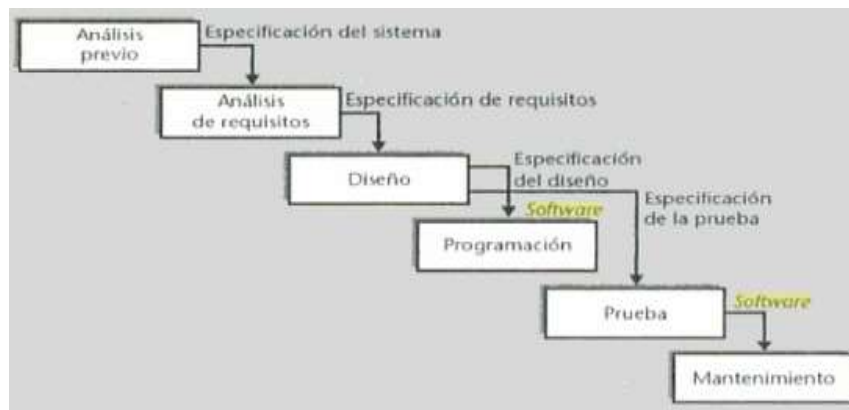 Análisis
previo
Especificación del sistema
Análisis
de requisitos
Especificación de requisitos
Diseño
Especificación
del diseño
Especificación
de la prueba
Software
Programación
Prueba
Software
Mantenimiento